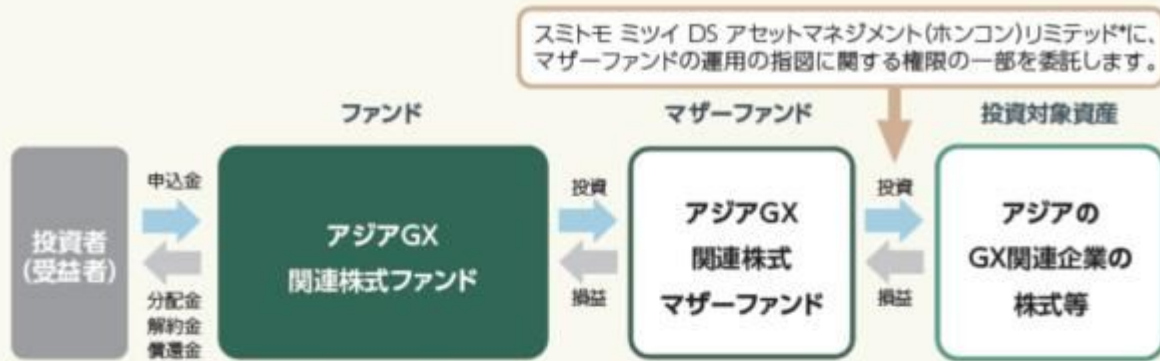 スミトモ ミツイ DS アセットマネジメント(ホンコン)リミテッド*に、
マザーファンドの運用の指図に関する権限の一部を委託します。
ファンド
マザーファンド
投資対象資産
投資者
(受益者)
申込金
分配金
解約金
償還金
アジアGX
関連株式ファンド
投資
損益
アジアGX
関連株式
マザーファンド
投資
損益
アジアの
GX関連企業の
株式等